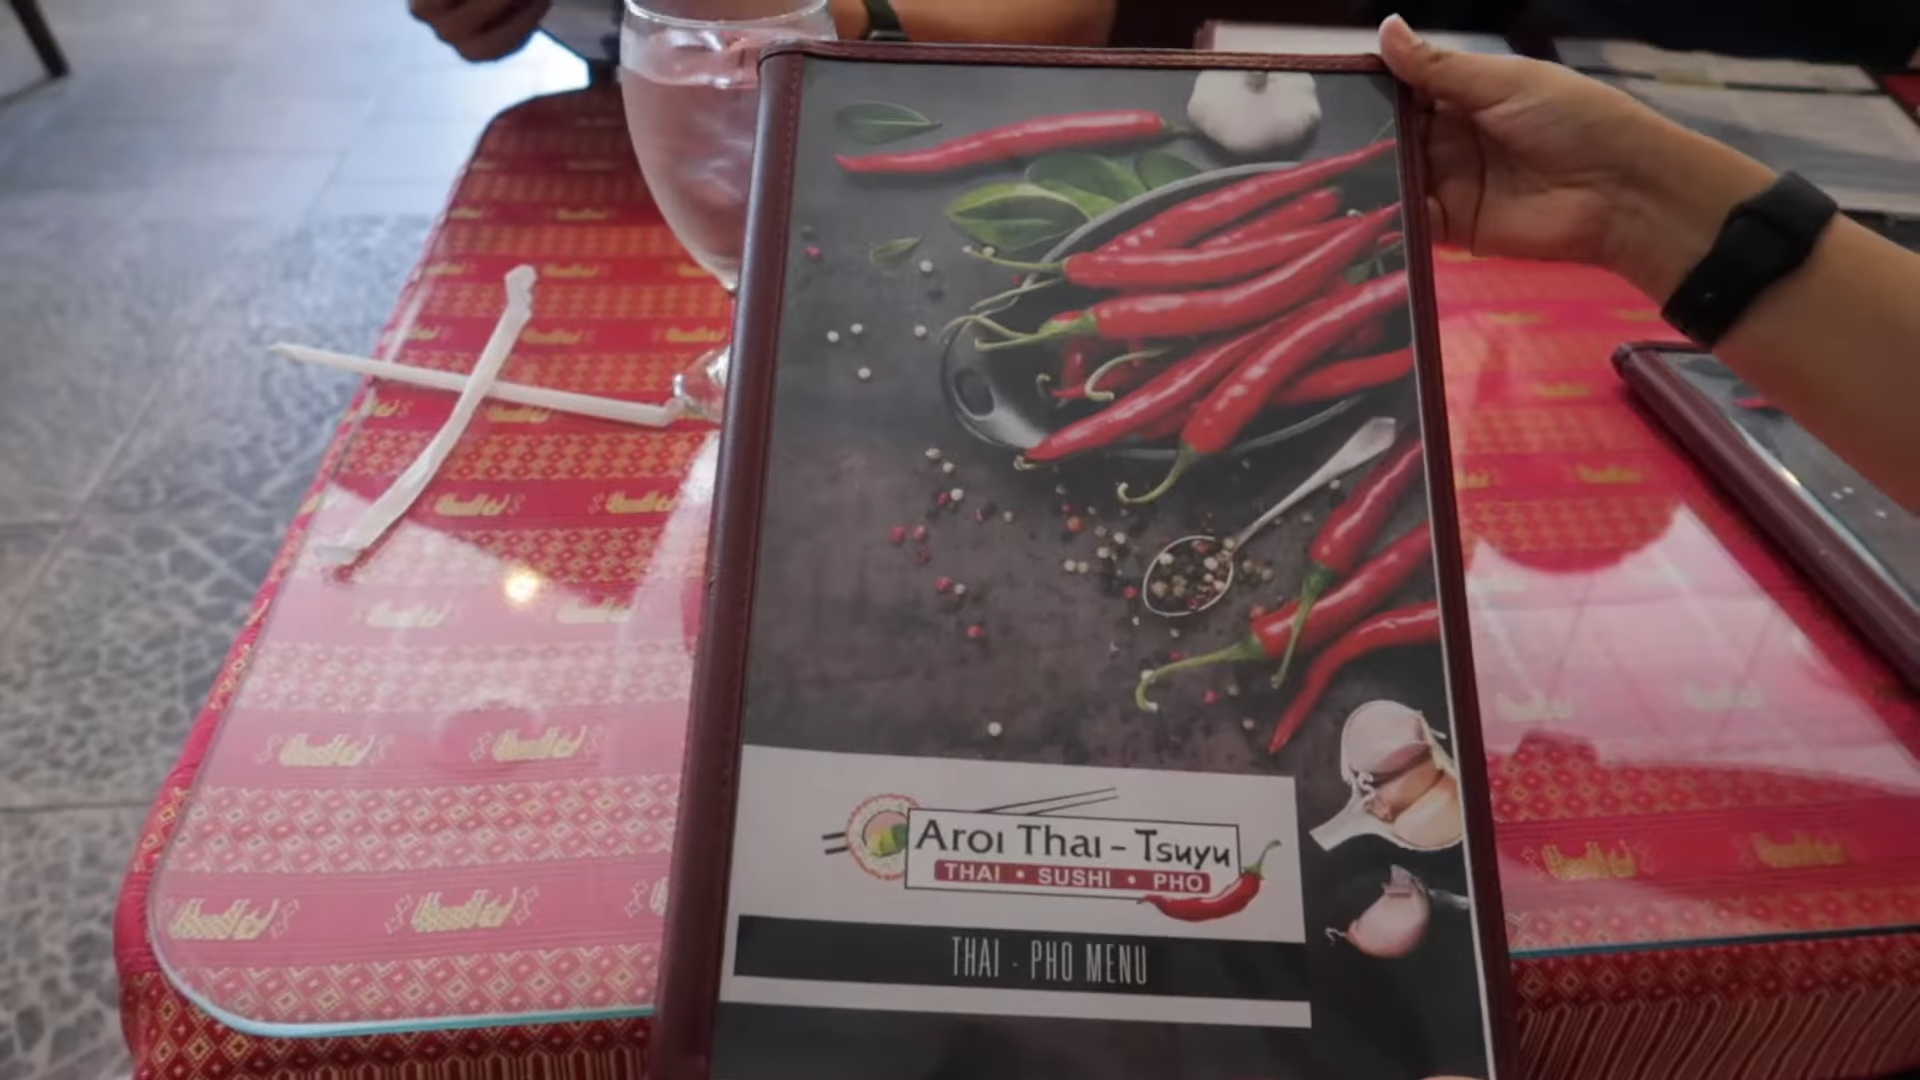 Aroi Thai - Tsuyu
THAI • SUSHI • PHO
THAI - PHO MENU